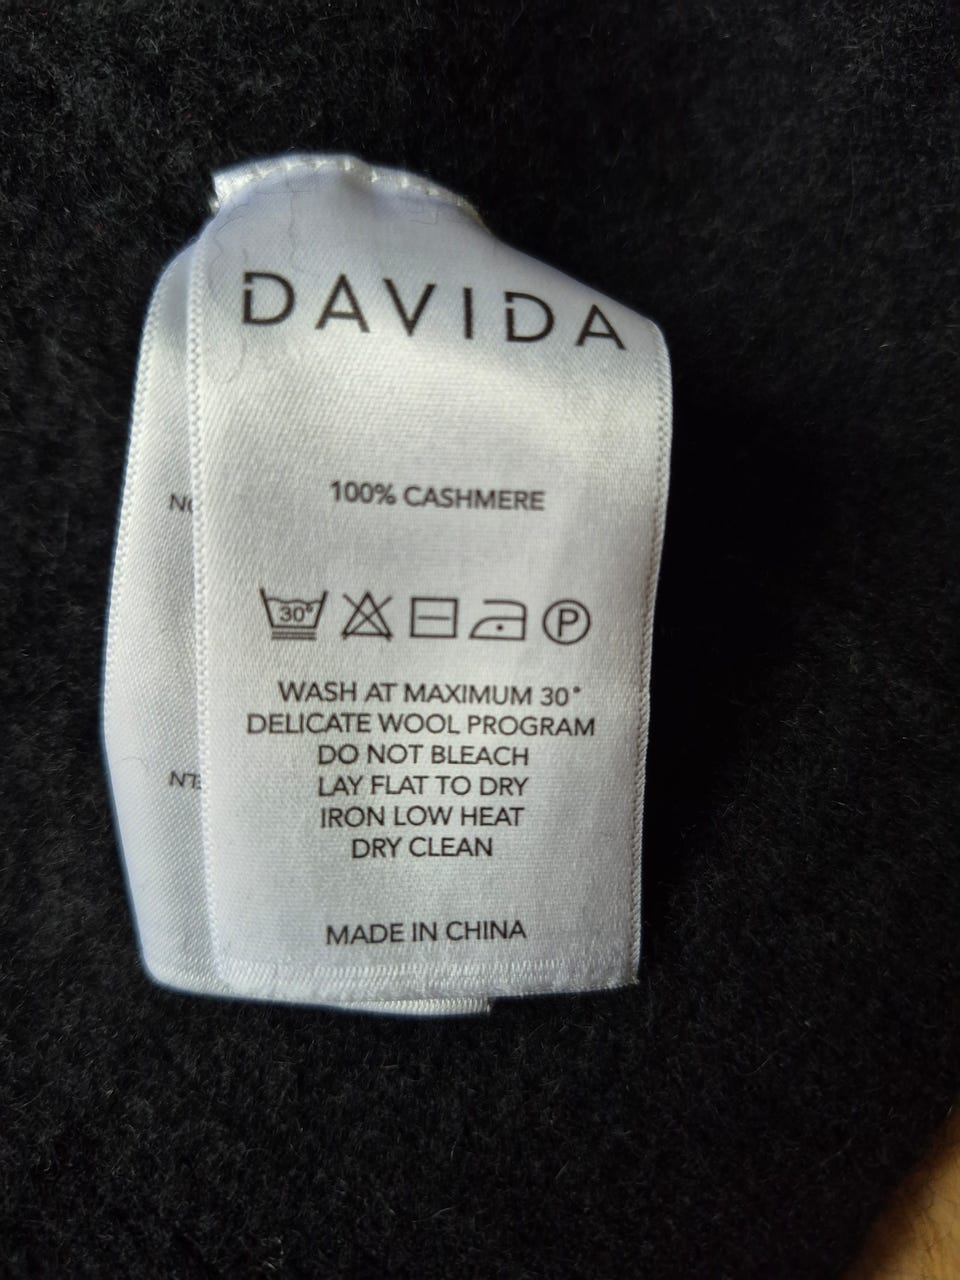 DAVIDA
100% CASHMERE
30° P
WASH AT MAXIMUM 30°
DELICATE WOOL PROGRAM
DO NOT BLEACH
LAY FLAT TO DRY
IRON LOW HEAT
DRY CLEAN
MADE IN CHINA